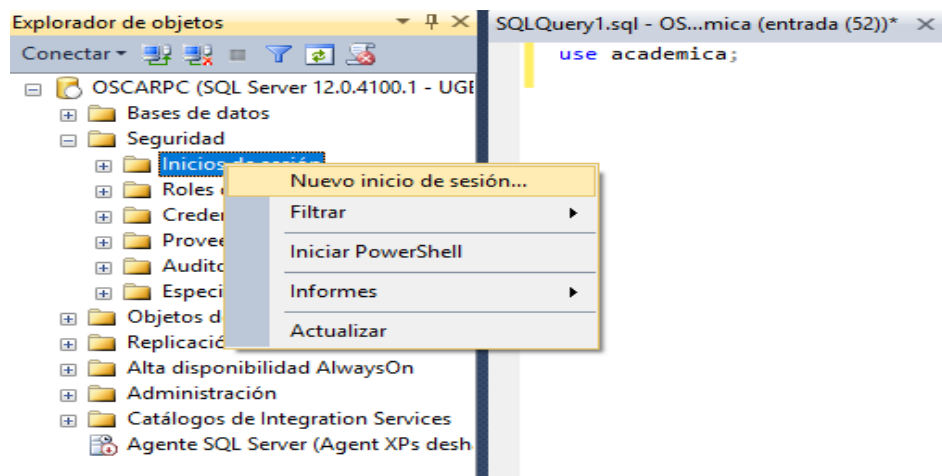 Explorador de objetos
Conectar
OSCARPC (SQL Server 12.0.4100.1 - UGB
Bases de datos
Seguridad
Inicios de sesión
Roles
Creder
Provee
Audito
Especi
Objetos d
Replicació
Alta disponibilidad AlwaysOn
Administración
Catálogos de Integration Services
Agente SQL Server (Agent XPs desh
Nuevo inicio de sesión...
Filtrar
Iniciar PowerShell
Informes
Actualizar
SQLQuery1.sql - OS...mica (entrada (52))*
use academica;